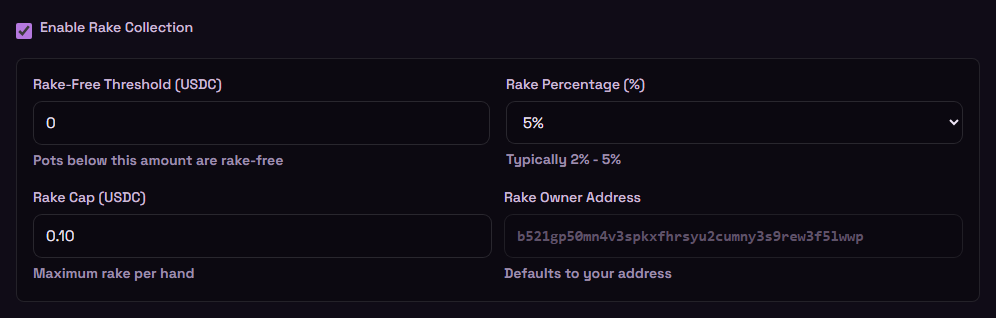 Enable Rake Collection
Rake-Free Threshold (USDC) Rake Percentage (%)
0 5%
Pots below this amount are rake-free Typically 2% - 5%
Rake Cap (USDC) Rake Owner Address
0.10 b521gp50mn4v3spkxfhrsyu2cumny3s9rew3f5lwwp
Maximum rake per hand Defaults to your address